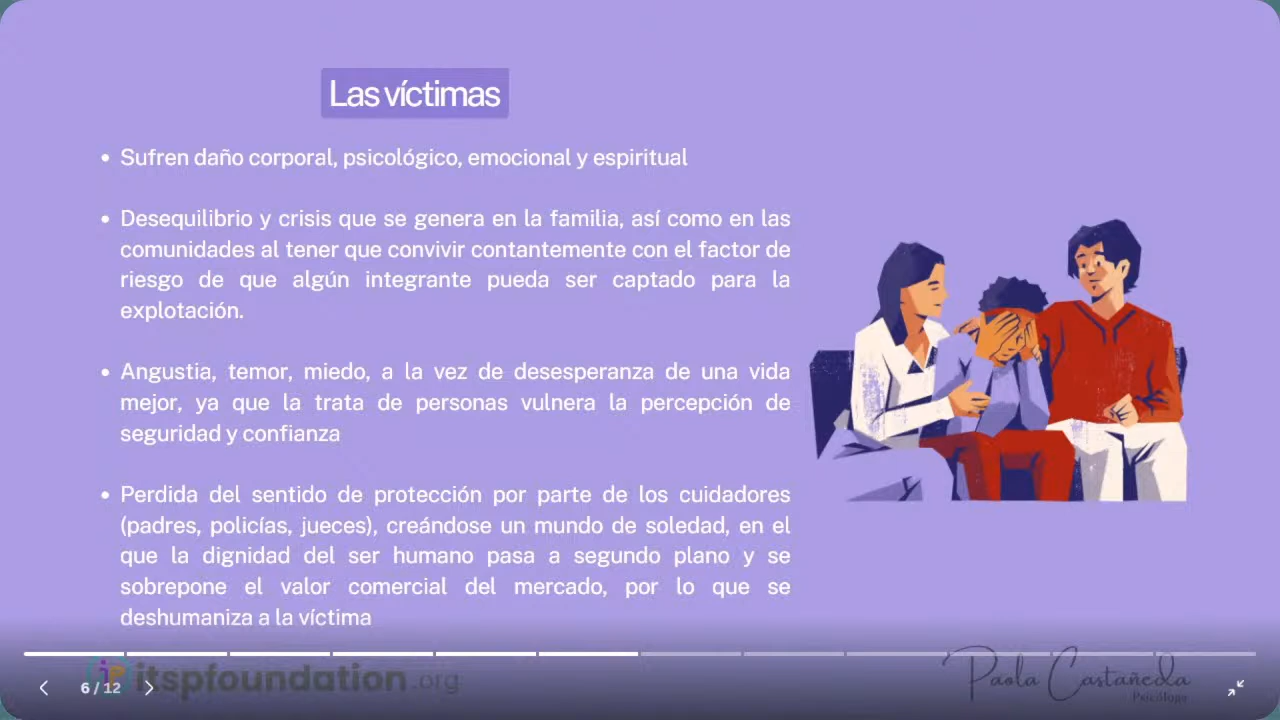 Las víctimas
• Sufren daño corporal, psicológico, emocional y espiritual
• Desequilibrio y crisis que se genera en la familia, así como en las
comunidades al tener que convivir contantemente con el factor de
riesgo de que algún integrante pueda ser captado para la
explotación.
• Angustia, temor, miedo, a la vez de desesperanza de una vida
mejor, ya que la trata de personas vulnera la percepción de
seguridad y confianza
• Perdida del sentido de protección por parte de los cuidadores
(padres, policías, jueces), creándose un mundo de soledad, en el
que la dignidad del ser humano pasa a segundo plano y se
sobrepone el valor comercial del mercado, por lo que se
deshumaniza a la víctima
itspfoundation.org
6 / 12
Paola Castañeda
Psicóloga